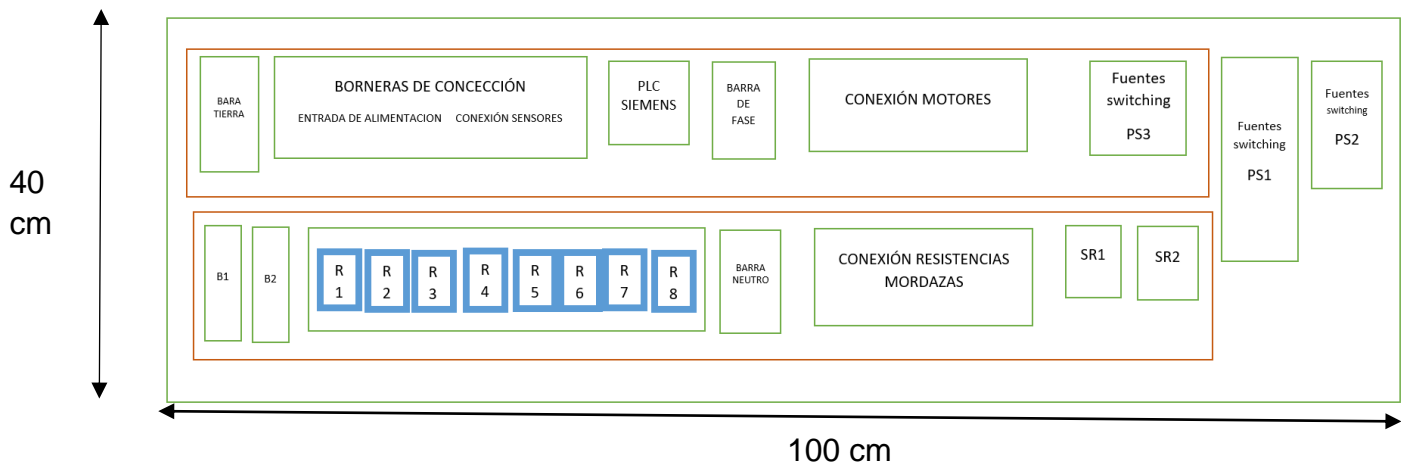 40
cm
BARA
TIERRA
BORNERAS DE CONCECCIÓN
ENTRADA DE ALIMENTACION CONEXIÓN SENSORES
PLC
SIEMENS
BARRA
DE
FASE
CONEXIÓN MOTORES
Fuentes
switching
PS3
Fuentes
switching
PS1
Fuentes
switching
PS2
B1
B2
R
1
R
2
R
3
R
4
R
5
R
6
R
7
R
8
BARRA
NEUTRO
CONEXIÓN RESISTENCIAS
MORDAZAS
SR1
SR2
100 cm